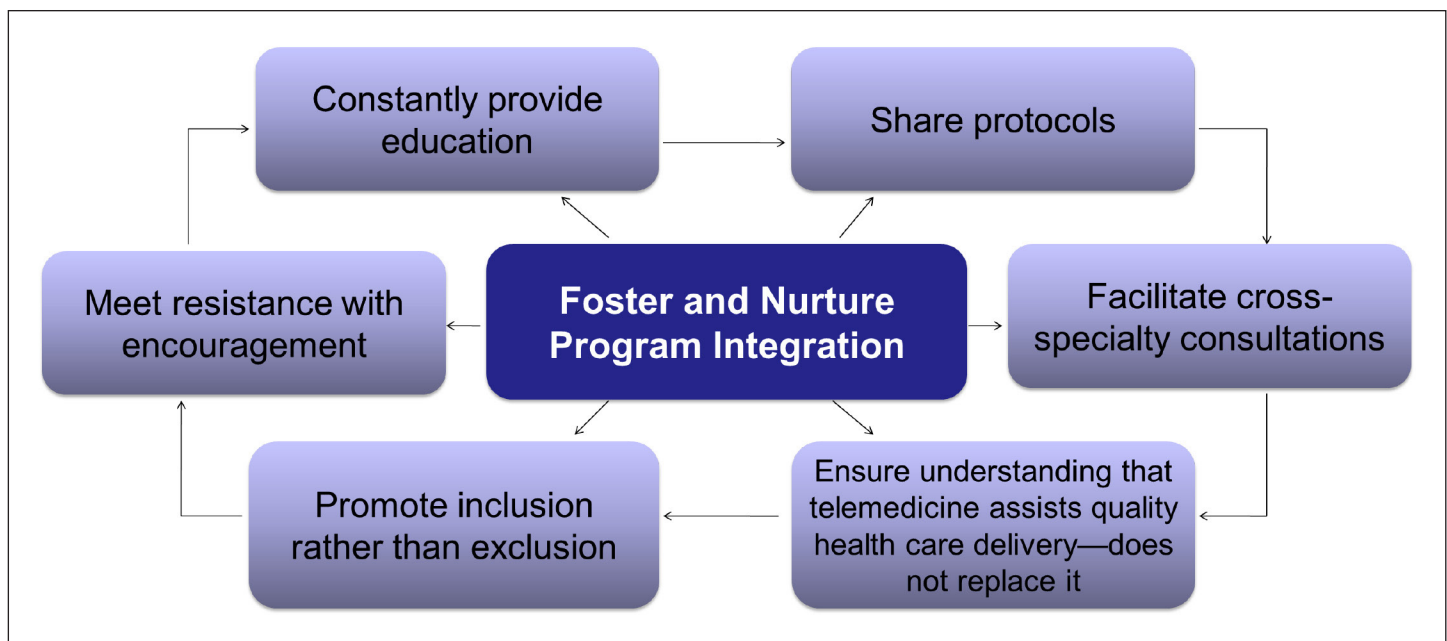 Constantly provide
education
Share protocols
Meet resistance with
encouragement
Foster and Nurture
Program Integration
Facilitate cross-
specialty consultations
Promote inclusion
rather than exclusion
Ensure understanding that
telemedicine assists quality
health care delivery—does
not replace it